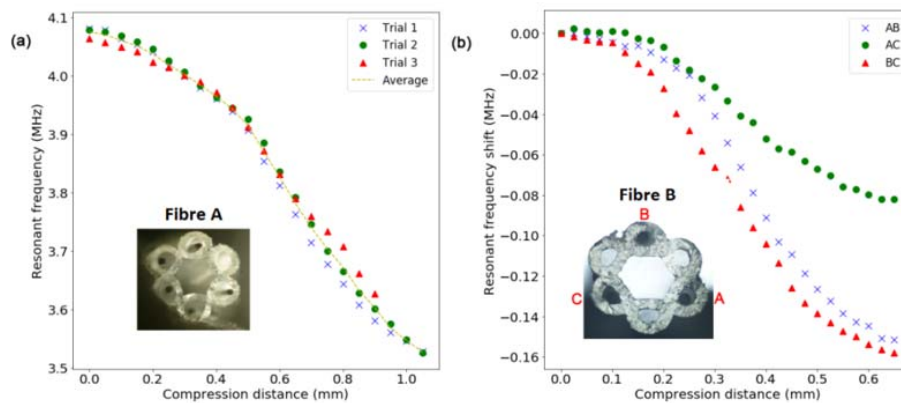 (a)
Resonant frequency (MHz)
4.1
4.0
3.9
3.8
3.7
3.6
3.5
Trial 1
Trial 2
Trial 3
Average
Fibre A
0.0 0.2 0.4 0.6 0.8 1.0
Compression distance (mm)
(b)
Resonant frequency shift (MHz)
0.00
−0.02
−0.04
−0.06
−0.08
−0.10
−0.12
−0.14
−0.16
AB
AC
BC
Fibre B
B
C
A
0.0 0.1 0.2 0.3 0.4 0.5 0.6
Compression distance (mm)